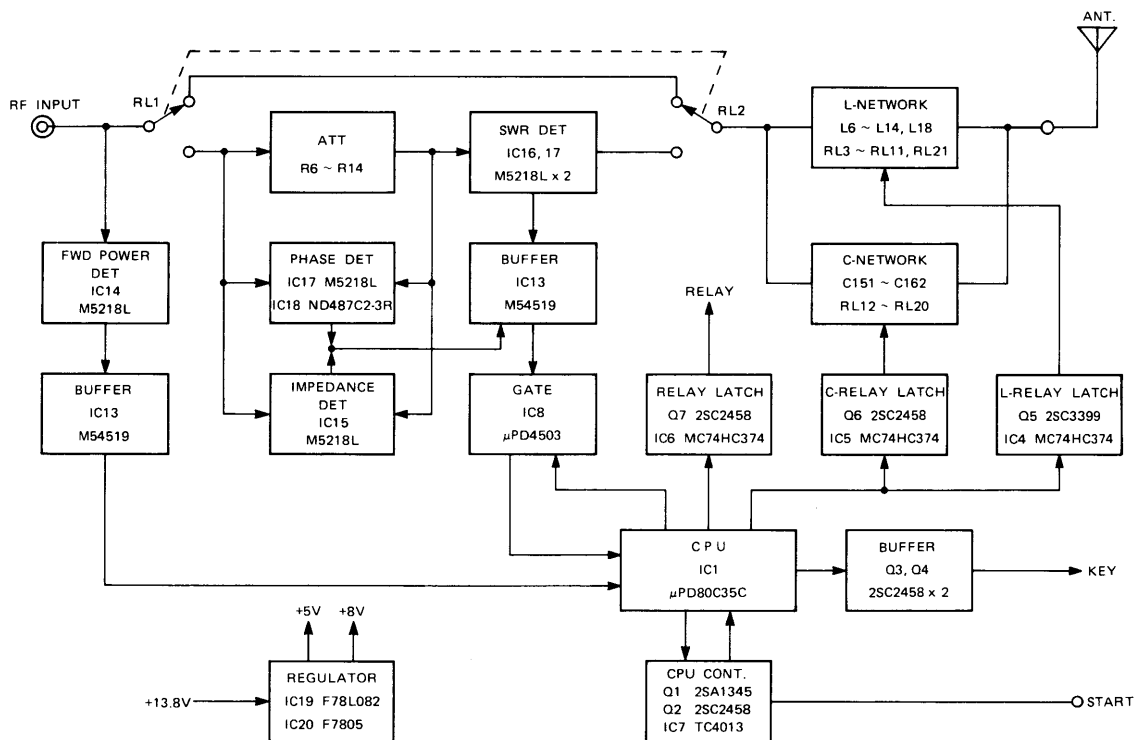 ANT.
RF INPUT
RL1
RL2
ATT
R6 ~ R14
SWR DET
IC16, 17
M5218L x 2
L-NETWORK
L6 ~ L14, L18
RL3 ~ RL11, RL21
FWD POWER
DET
IC14
M5218L
PHASE DET
IC17 M5218L
IC18 ND487C2-3R
BUFFER
IC13
M54519
C-NETWORK
C151 ~ C162
RL12 ~ RL20
RELAY
BUFFER
IC13
M54519
IMPEDANCE
DET
IC15
M5218L
GATE
IC8
μPD4503
RELAY LATCH
Q7 2SC2458
IC6 MC74HC374
C-RELAY LATCH
Q6 2SC2458
IC5 MC74HC374
L-RELAY LATCH
Q5 2SC3399
IC4 MC74HC374
CPU
IC1
μPD80C35C
BUFFER
Q3, Q4
2SC2458 x 2
KEY
+5V
+8V
+13.8V
REGULATOR
IC19 F78L082
IC20 F7805
CPU CONT.
Q1 2SA1345
Q2 2SC2458
IC7 TC4013
START